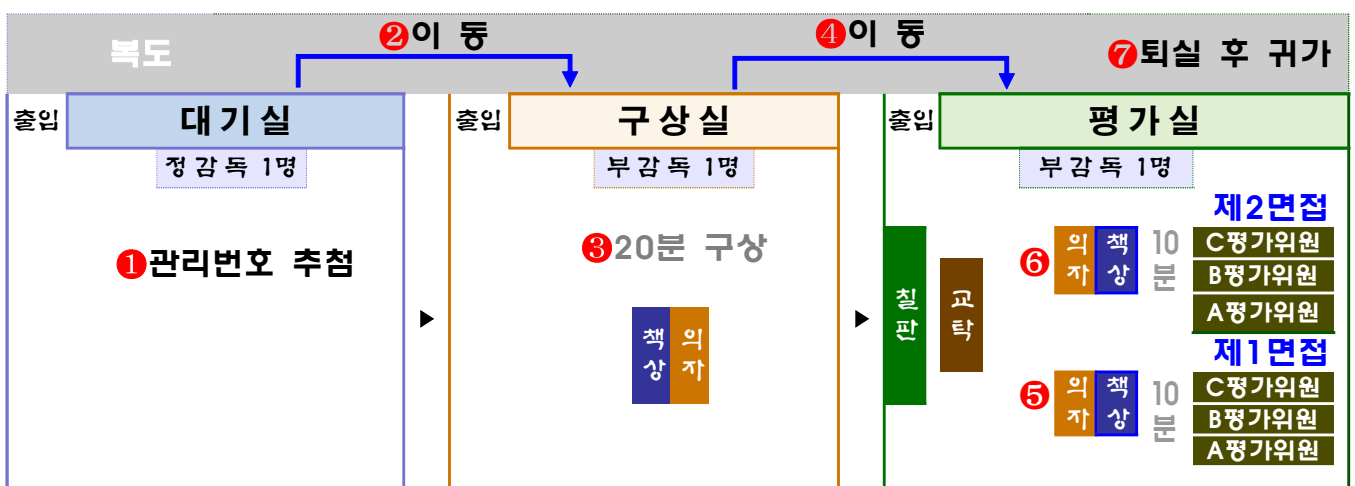 복도
❷이 동
❹이 동
❼퇴실 후 귀가
출입
대기실
정감독 1명
❶관리번호 추첨
▶
출입
구상실
부감독 1명
❸20분 구상
책상
의자
▶
출입
평가실
부감독 1명
칠판
교탁
제2면접
❻
의자
책상
10분
C평가위원
B평가위원
A평가위원
제1면접
❺
의자
책상
10분
C평가위원
B평가위원
A평가위원